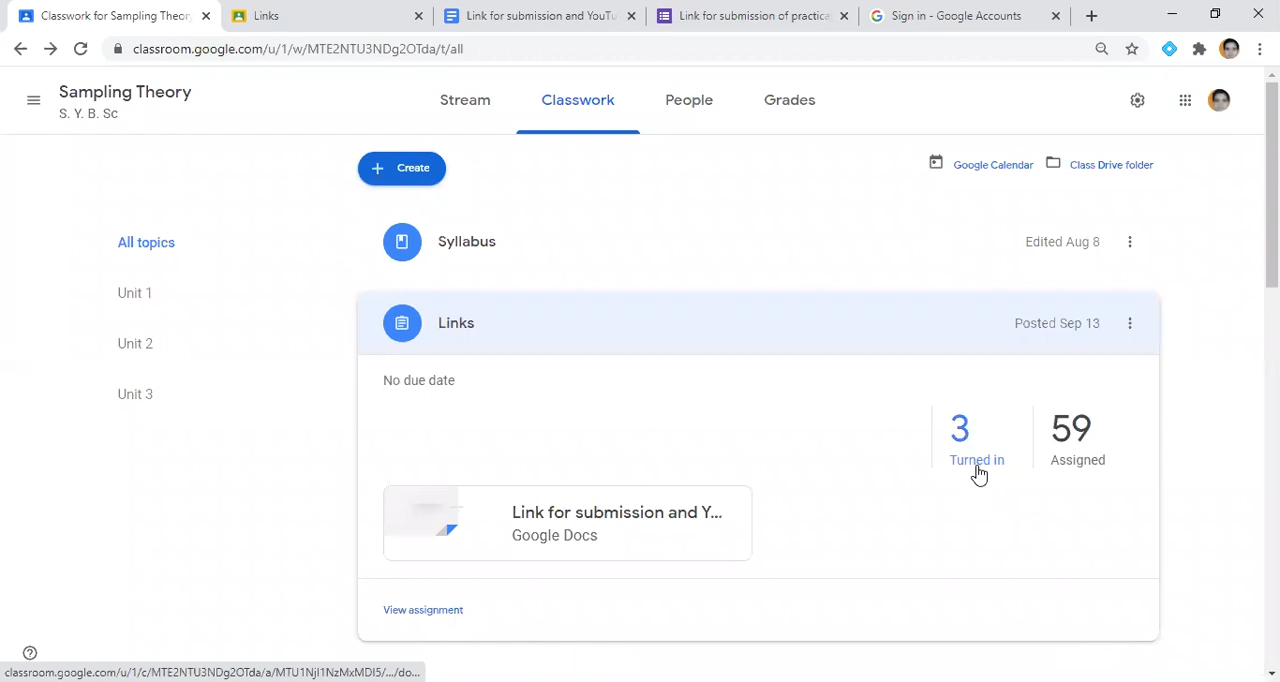 Classroom for Sampling Theory
Links
Link for submission and YouTu
Link for submission of practica
Sign in - Google Accounts
classroom.google.com/u/1/w/MTE2NTU3NDg2OTda/t/all
Sampling Theory
S. Y. B. Sc
Stream
Classwork
People
Grades
Create
Google Calendar
Class Drive folder
All topics
Unit 1
Unit 2
Unit 3
Syllabus
Edited Aug 8
Links
Posted Sep 13
No due date
3
Turned in
59
Assigned
Link for submission and Y...
Google Docs
View assignment
classroom.google.com/u/1/c/MTE2NTU3NDg2OTda/a/MTU1NjI1NzMxMDI5/.../do...